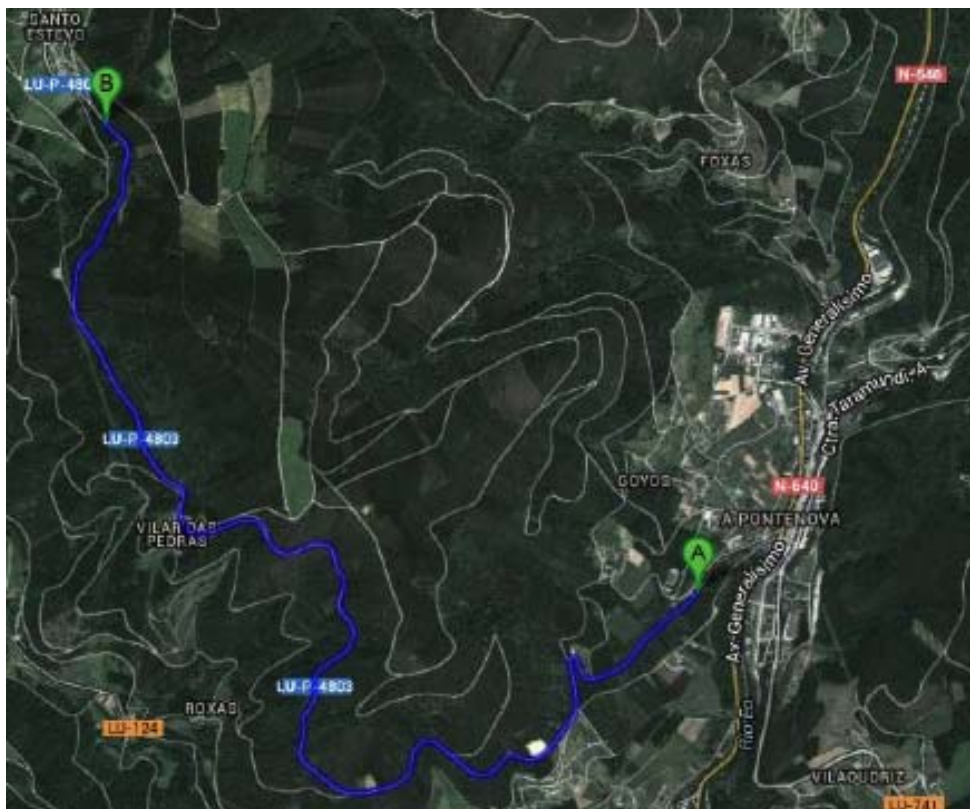 SANTO
ESTEVO
LU-P-480
B
N-640
FOXAS
Av. Generalísimo
Ctra. Taramundi, A
LU-P-4803
GOYOS
N-640
A PONTENOVA
VILAR DAS
PEDRAS
A
Av. Generalísimo
LU-P-4803
ROXAS
LU-124
Río Eo
VILAOUDRIZ
LU-741